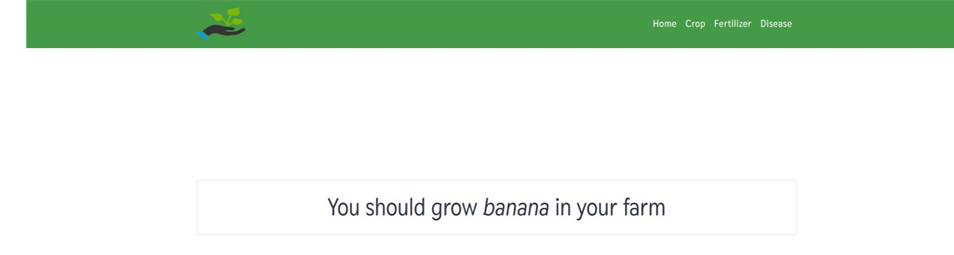 Home Crop Fertilizer Disease
You should grow banana in your farm